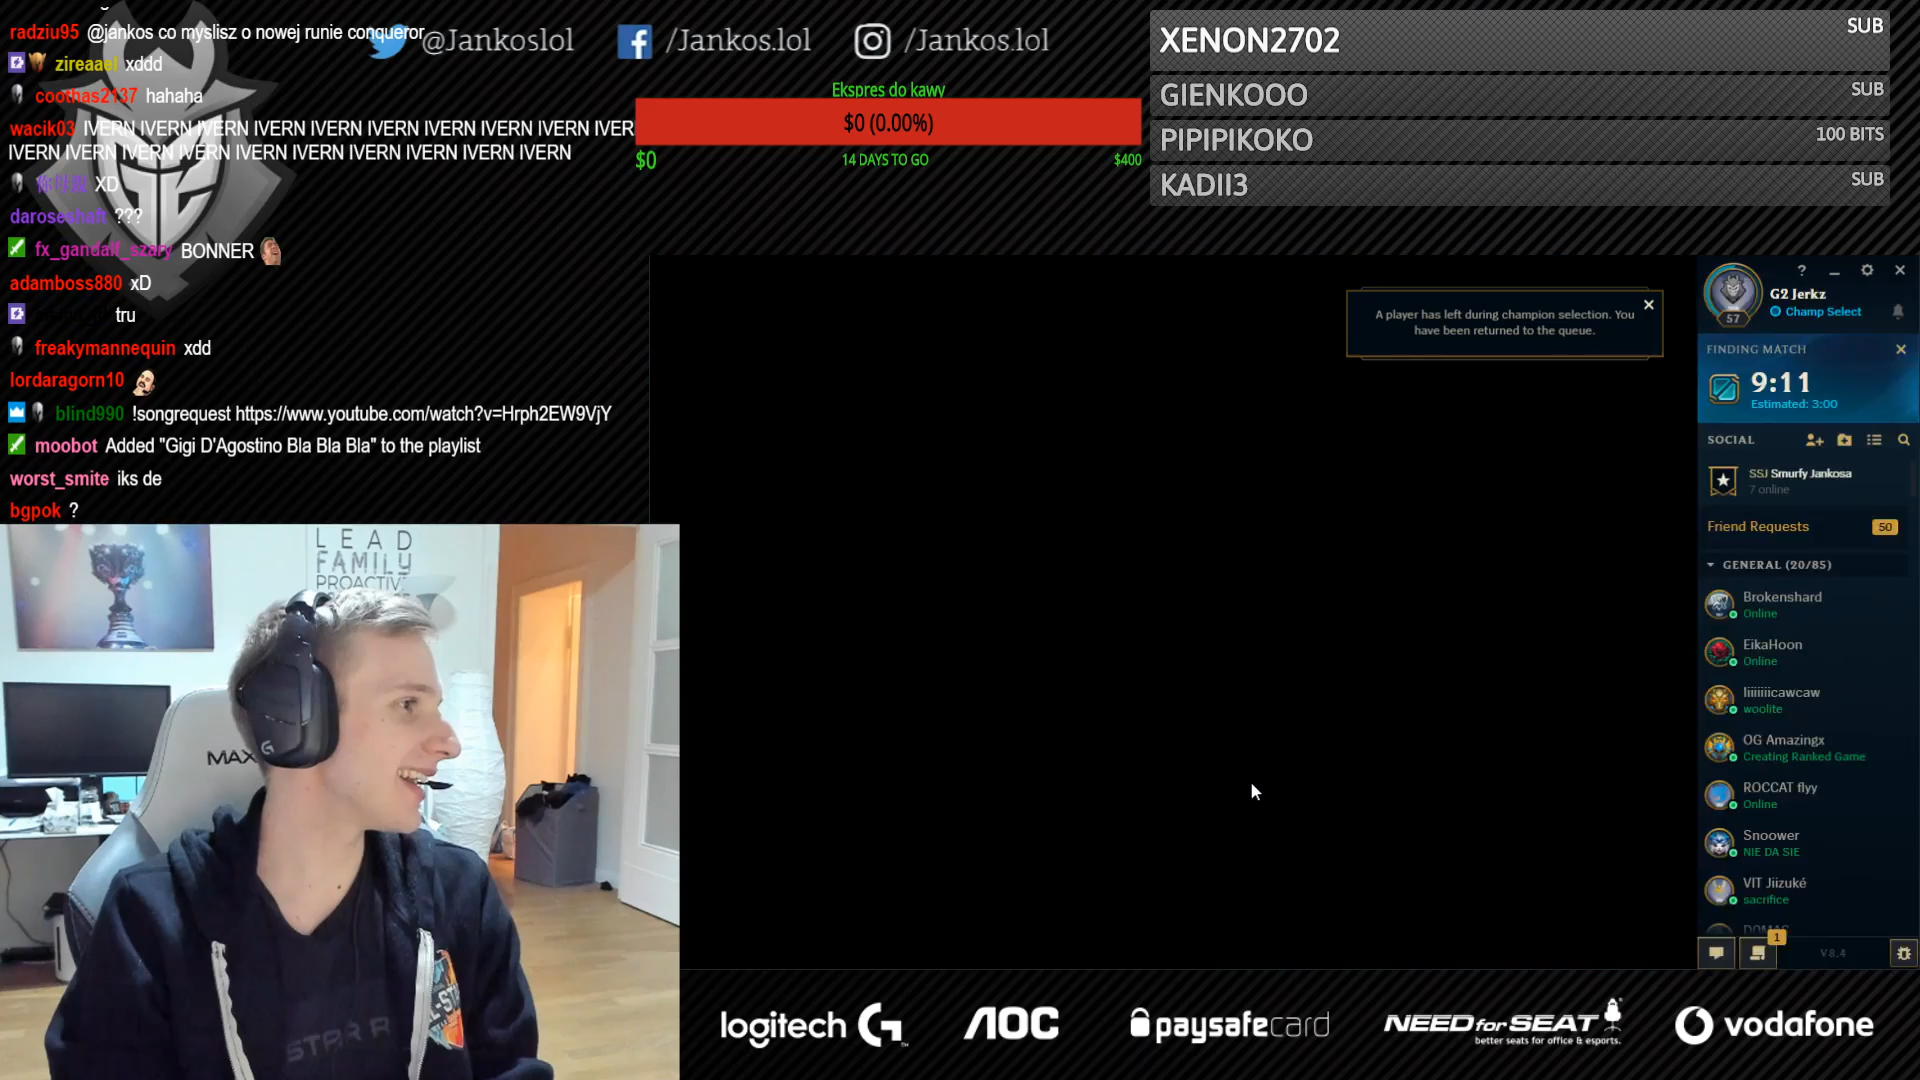 radziu95 @jankos co myslisz o nowej runie conqueror
zireaael xddd
coothas2137 hahaha
wacik03 IVERN IVERN IVERN IVERN IVERN IVERN IVERN IVERN IVERN IVER
IVERN IVERN IVERN IVERN IVERN IVERN IVERN IVERN IVERN IVERN
XD
daroseshaft ???
fx_gandalf_szary BONNER
adamboss880 xD
tru
freakymannequin xdd
lordaragorn10
blind990 !songrequest https://www.youtube.com/watch?v=Hrph2EW9VjY
moobot Added "Gigi D'Agostino Bla Bla Bla" to the playlist
worst_smite iks de
bgpok ?
@Jankoslol
/Jankos.lol
/Jankos.lol
Ekspres do kawy
$0 (0.00%)
$0 14 DAYS TO GO $400
XENON2702 SUB
GIENKOOO SUB
PIPIPIKOKO 100 BITS
KADII3 SUB
A player has left during champion selection. You
have been returned to the queue.
G2 Jerkz
Champ Select
57
FINDING MATCH
9:11
Estimated: 3:00
SOCIAL
SSJ Smurfy Jankosa
7 online
Friend Requests 50
GENERAL (20/85)
Brokenshard
Online
EikaHoon
Online
liiiiiiicawcaw
woolite
OG Amazingx
Creating Ranked Game
ROCCAT flyy
Online
Snoower
NIE DA SIE
VIT Jiizuké
sacrifice
1
V8.4
LEAD
FAMILY
PROACTIV
MAX
G
logitech G
AOC
paysafecard
NEED for SEAT
better seats for office & esports.
vodafone